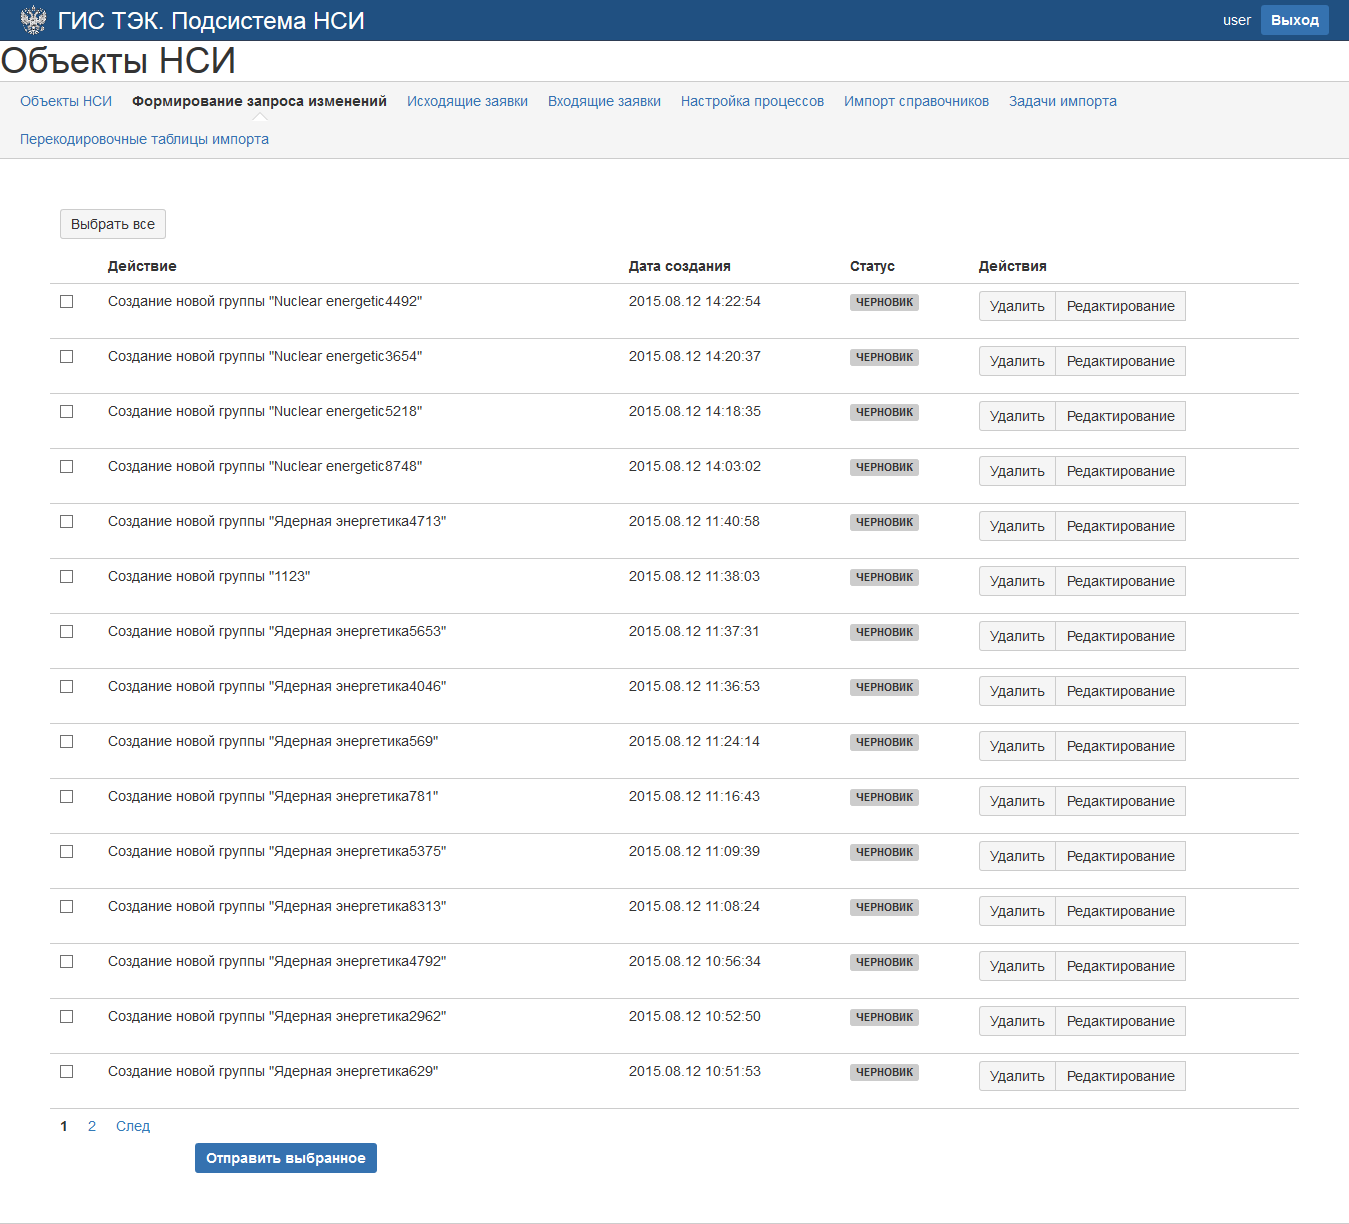 ГИС ТЭК. Подсистема НСИ user Выход
Объекты НСИ
Объекты НСИ Формирование запроса изменений Исходящие заявки Входящие заявки Настройка процессов Импорт справочников Задачи импорта
Перекодировочные таблицы импорта
Выбрать все
Действие Дата создания Статус Действия
Создание новой группы "Nuclear energetic4492" 2015.08.12 14:22:54 ЧЕРНОВИК Удалить Редактирование
Создание новой группы "Nuclear energetic3654" 2015.08.12 14:20:37 ЧЕРНОВИК Удалить Редактирование
Создание новой группы "Nuclear energetic5218" 2015.08.12 14:18:35 ЧЕРНОВИК Удалить Редактирование
Создание новой группы "Nuclear energetic8748" 2015.08.12 14:03:02 ЧЕРНОВИК Удалить Редактирование
Создание новой группы "Ядерная энергетика4713" 2015.08.12 11:40:58 ЧЕРНОВИК Удалить Редактирование
Создание новой группы "1123" 2015.08.12 11:38:03 ЧЕРНОВИК Удалить Редактирование
Создание новой группы "Ядерная энергетика5653" 2015.08.12 11:37:31 ЧЕРНОВИК Удалить Редактирование
Создание новой группы "Ядерная энергетика4046" 2015.08.12 11:36:53 ЧЕРНОВИК Удалить Редактирование
Создание новой группы "Ядерная энергетика569" 2015.08.12 11:24:14 ЧЕРНОВИК Удалить Редактирование
Создание новой группы "Ядерная энергетика781" 2015.08.12 11:16:43 ЧЕРНОВИК Удалить Редактирование
Создание новой группы "Ядерная энергетика5375" 2015.08.12 11:09:39 ЧЕРНОВИК Удалить Редактирование
Создание новой группы "Ядерная энергетика8313" 2015.08.12 11:08:24 ЧЕРНОВИК Удалить Редактирование
Создание новой группы "Ядерная энергетика4792" 2015.08.12 10:56:34 ЧЕРНОВИК Удалить Редактирование
Создание новой группы "Ядерная энергетика2962" 2015.08.12 10:52:50 ЧЕРНОВИК Удалить Редактирование
Создание новой группы "Ядерная энергетика629" 2015.08.12 10:51:53 ЧЕРНОВИК Удалить Редактирование
1 2 След
Отправить выбранное